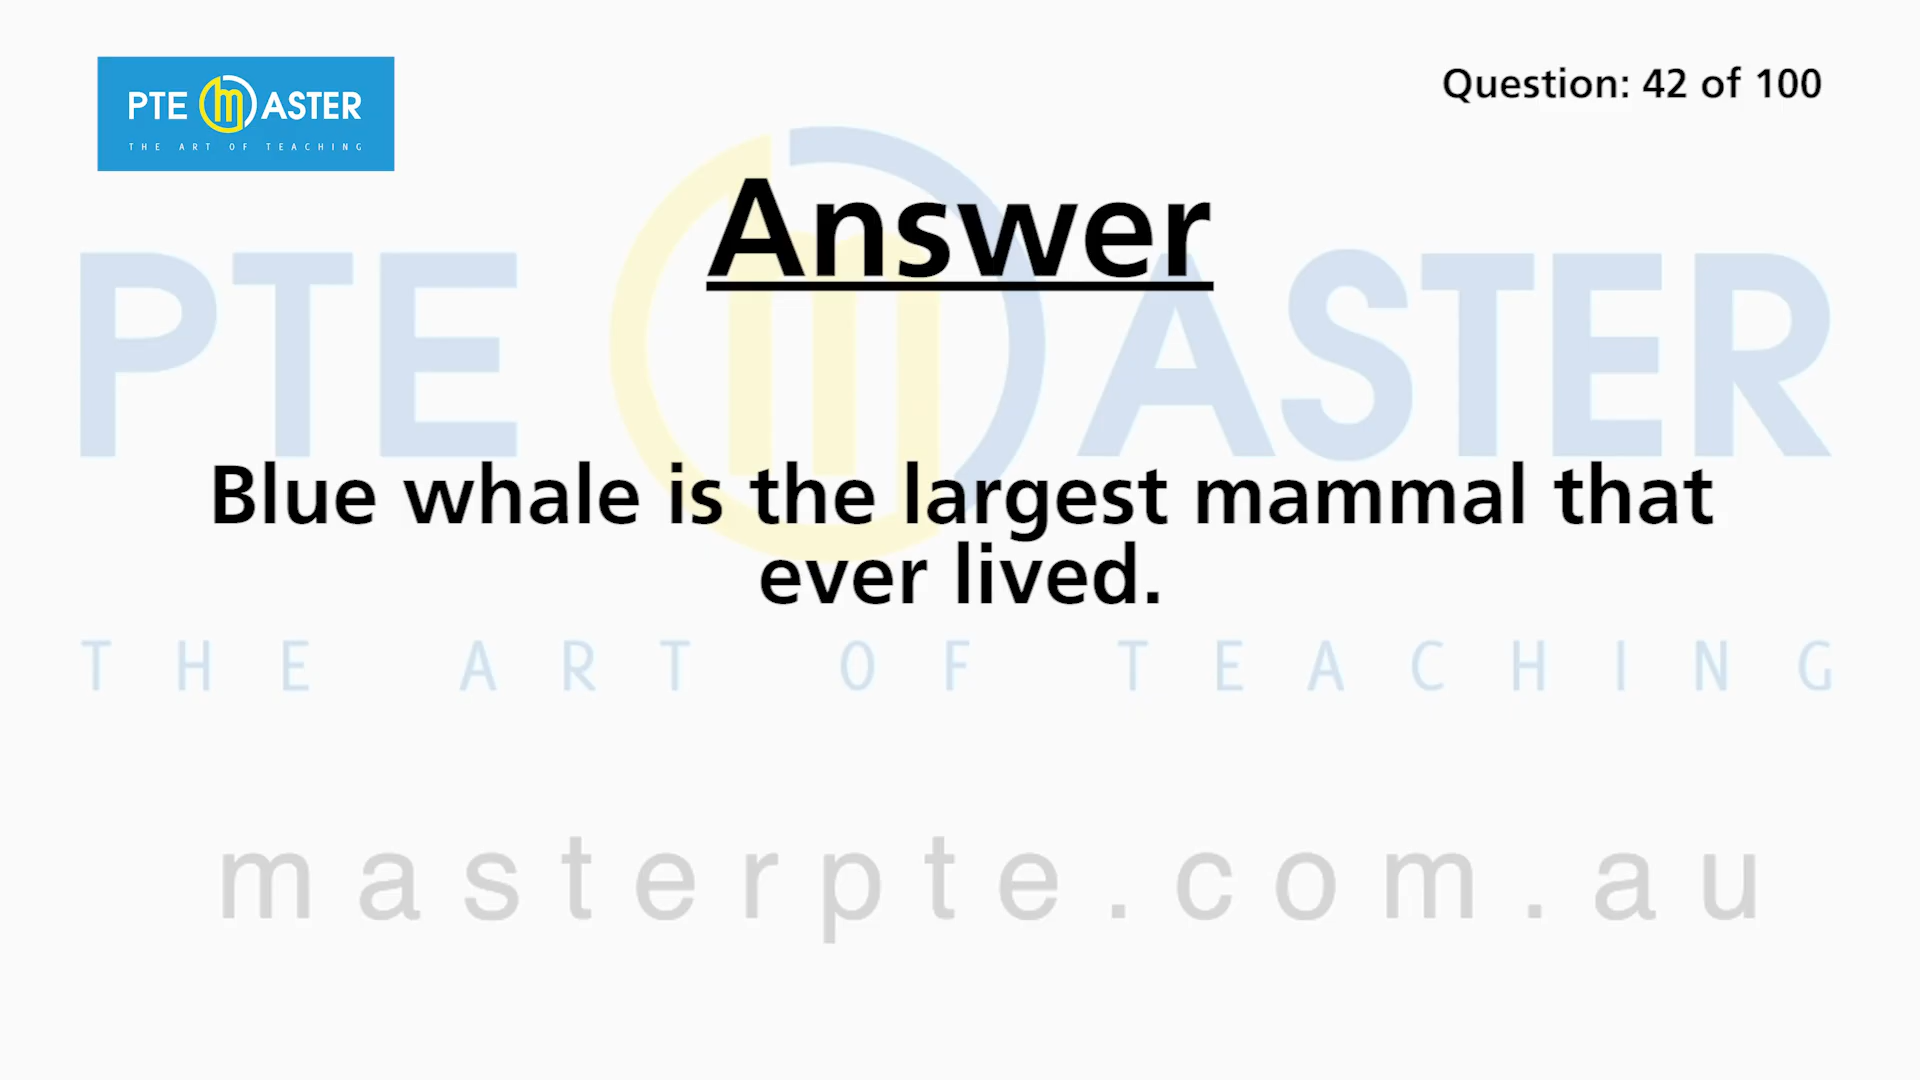 PTE MASTER
THE ART OF TEACHING
Question: 42 of 100
Answer
PTE MASTER
Blue whale is the largest mammal that
ever lived.
THE ART OF TEACHING
masterpte.com.au